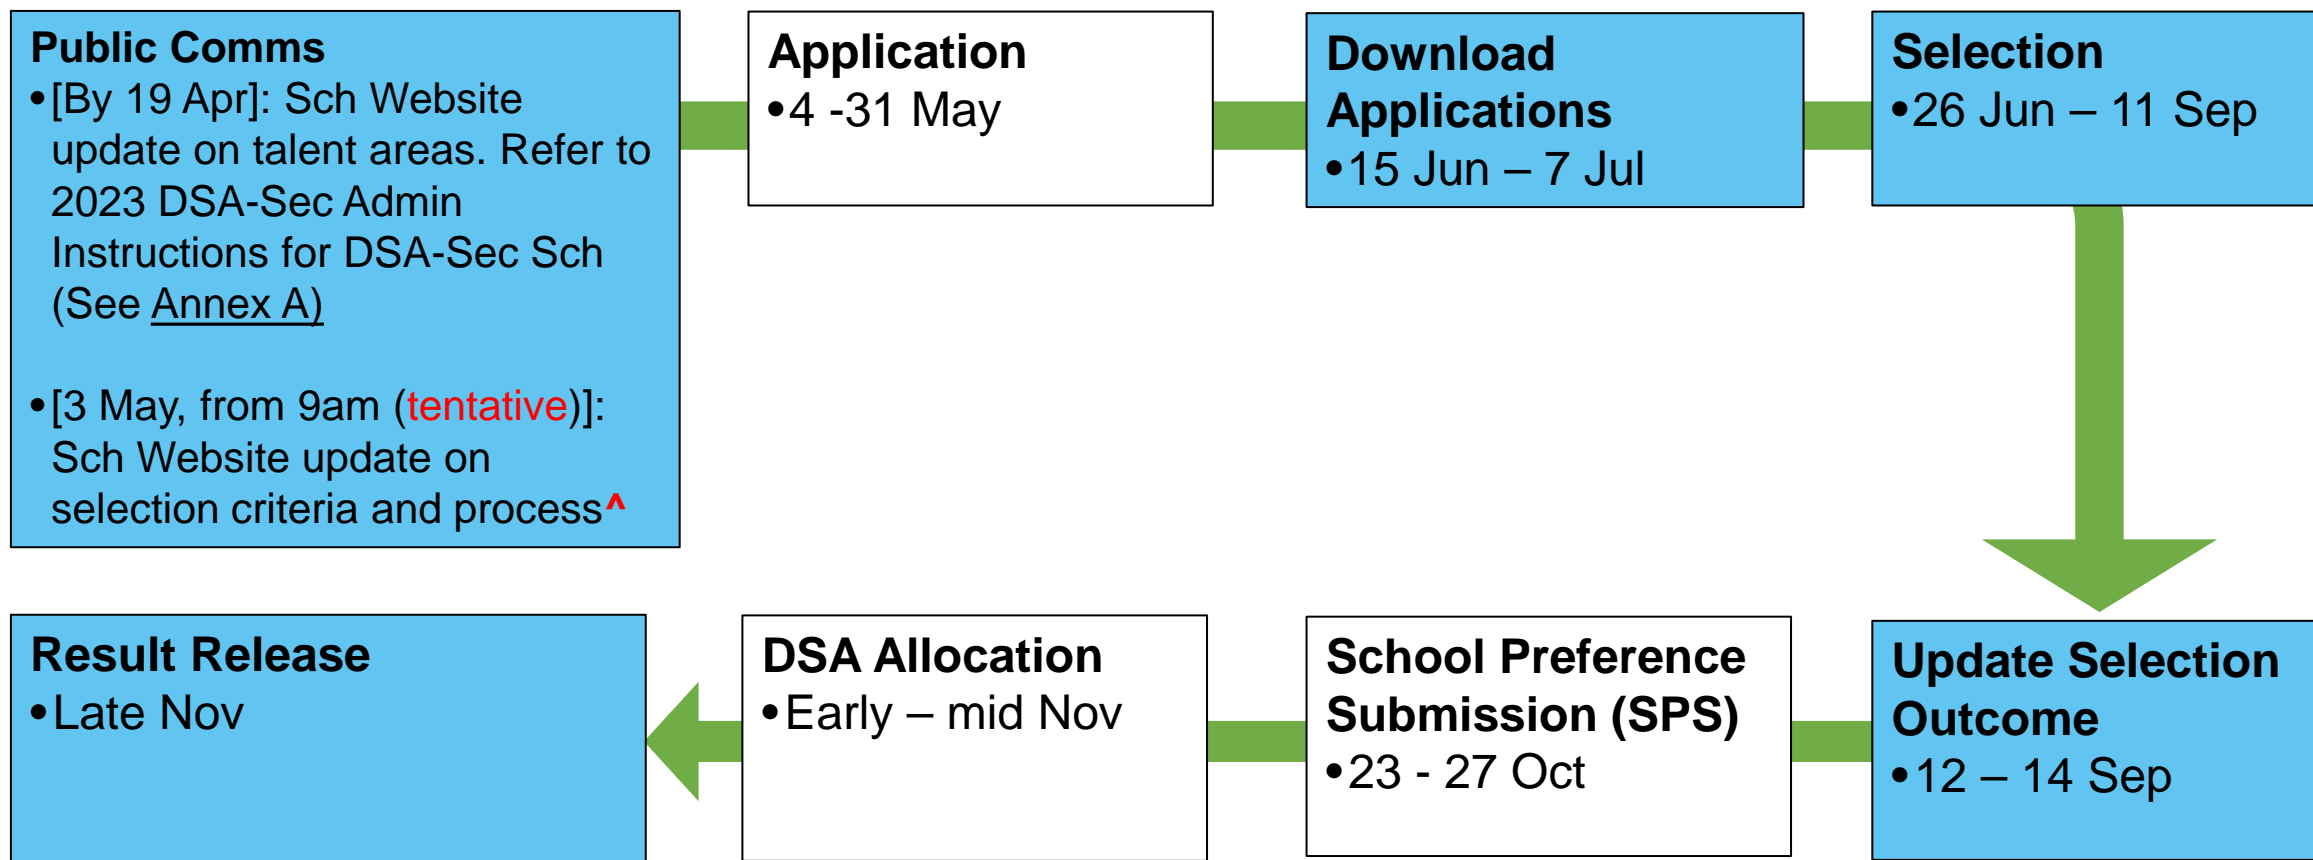 Public Comms
•[By 19 Apr]: Sch Website
update on talent areas. Refer to
2023 DSA-Sec Admin
Instructions for DSA-Sec Sch
(See Annex A)
•[3 May, from 9am (tentative)]:
Sch Website update on
selection criteria and process^
Application
•4 -31 May
Download
Applications
•15 Jun – 7 Jul
Selection
•26 Jun – 11 Sep
Update Selection
Outcome
•12 – 14 Sep
School Preference
Submission (SPS)
•23 - 27 Oct
DSA Allocation
•Early – mid Nov
Result Release
•Late Nov